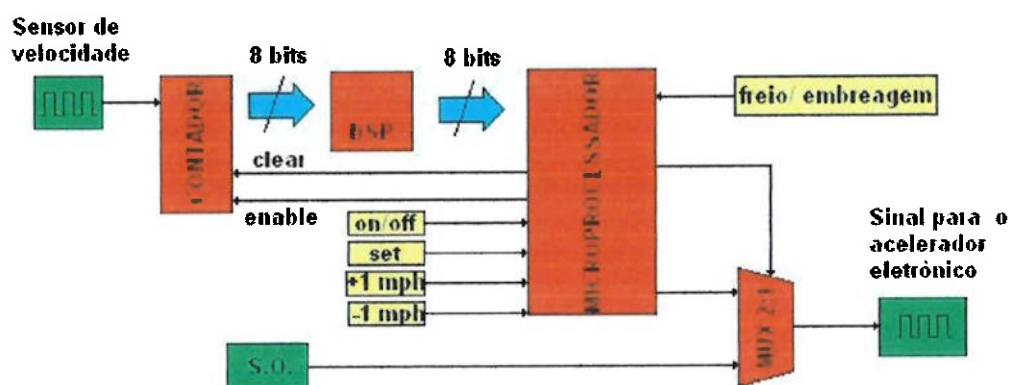 Sensor de
velocidade
8 bits
8 bits
CONTADOR
DSP
MICROPROCESSADOR
freio/ embreagem
clear
enable
on/off
set
+1 mph
-1 mph
Sinal para o
acelerador
eletrônico
MUX 2:1
S.O.